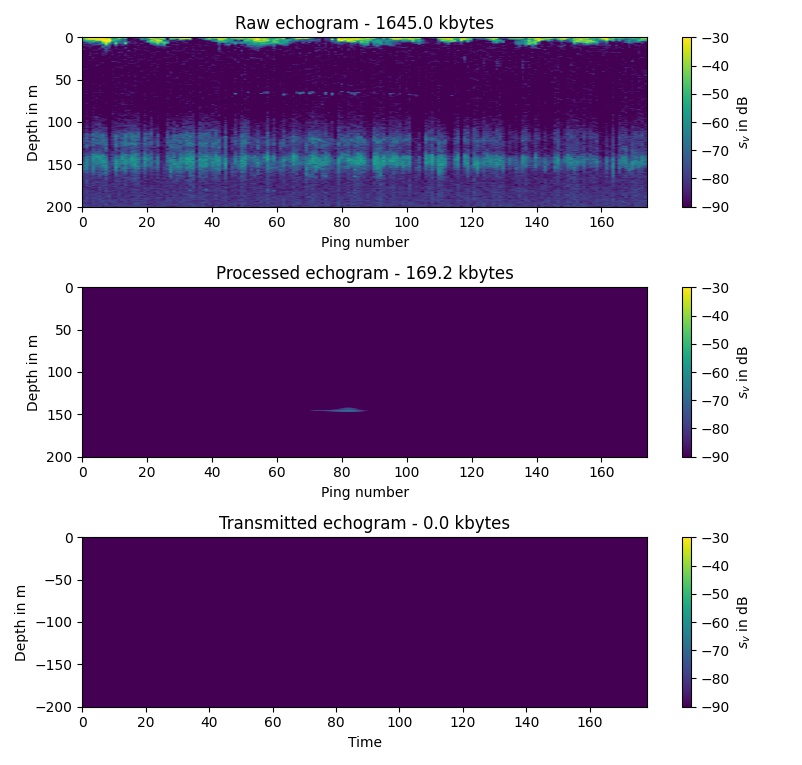 Raw echogram - 1645.0 kbytes
0
50
100
150
200
Depth in m
0 20 40 60 80 100 120 140 160
Ping number
−30
−40
−50
−60
−70
−80
−90
sv in dB
Processed echogram - 169.2 kbytes
0
50
100
150
200
Depth in m
0 20 40 60 80 100 120 140 160
Ping number
−30
−40
−50
−60
−70
−80
−90
sv in dB
Transmitted echogram - 0.0 kbytes
0
−50
−100
−150
−200
Depth in m
0 20 40 60 80 100 120 140 160
Time
−30
−40
−50
−60
−70
−80
−90
sv in dB